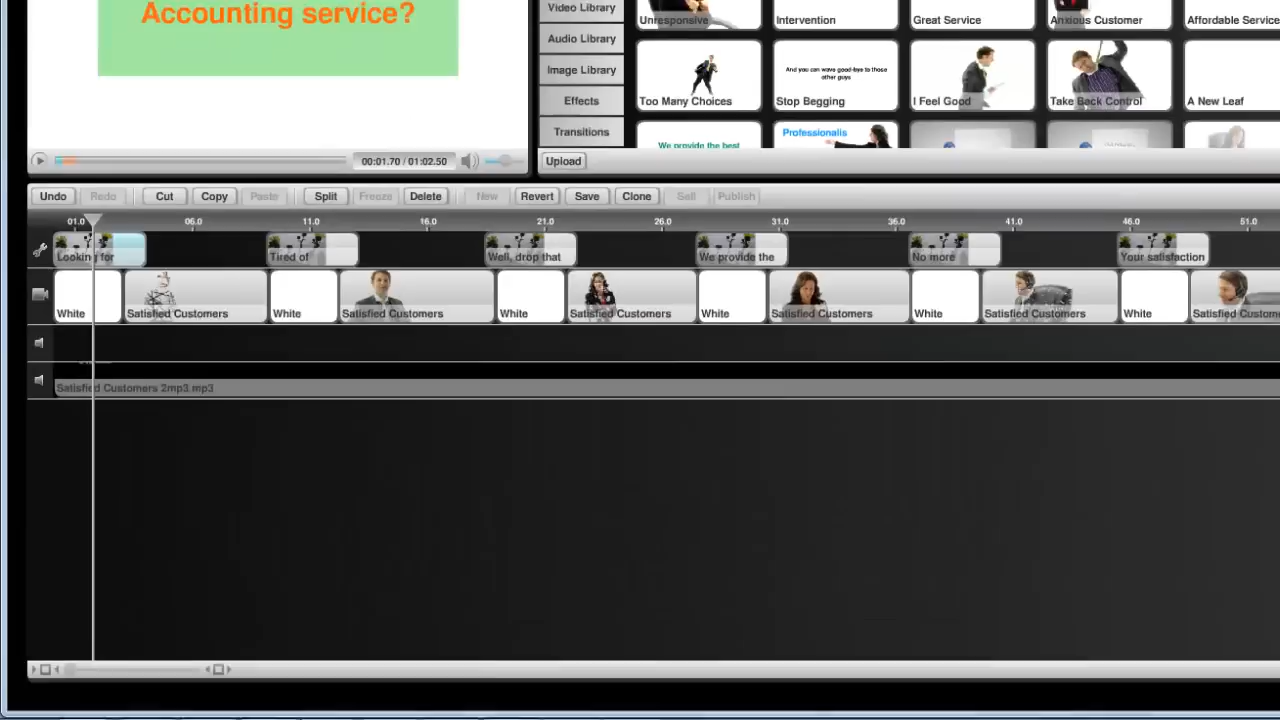 Accounting service?
Video Library
Audio Library
Image Library
Effects
Transitions
Upload
Unresponsive
Intervention
Great Service
Anxious Customer
Affordable Service
And you can wave good-bye to those
other guys
Too Many Choices
Stop Begging
I Feel Good
Take Back Control
A New Leaf
We provide the best
Professionalis
00:01.70 / 01:02.50
Undo Redo Cut Copy Paste Split Freeze Delete New Revert Save Clone Sell Publish
01.0 06.0 11.0 16.0 21.0 26.0 31.0 36.0 41.0 46.0 51.0
Looking for Tired of Well, drop that We provide the No more Your satisfaction
White Satisfied Customers White Satisfied Customers White Satisfied Customers White Satisfied Customers White Satisfied Customers White Satisfied Custom
Satisfied Customers 2mp3.mp3